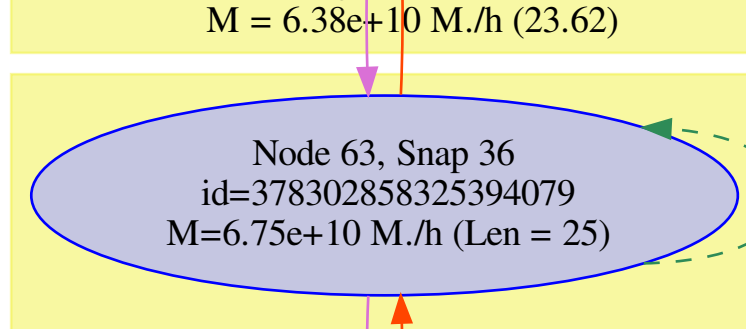 M = 6.38e+10 M./h (23.62)
Node 63, Snap 36
id=378302858325394079
M=6.75e+10 M./h (Len = 25)